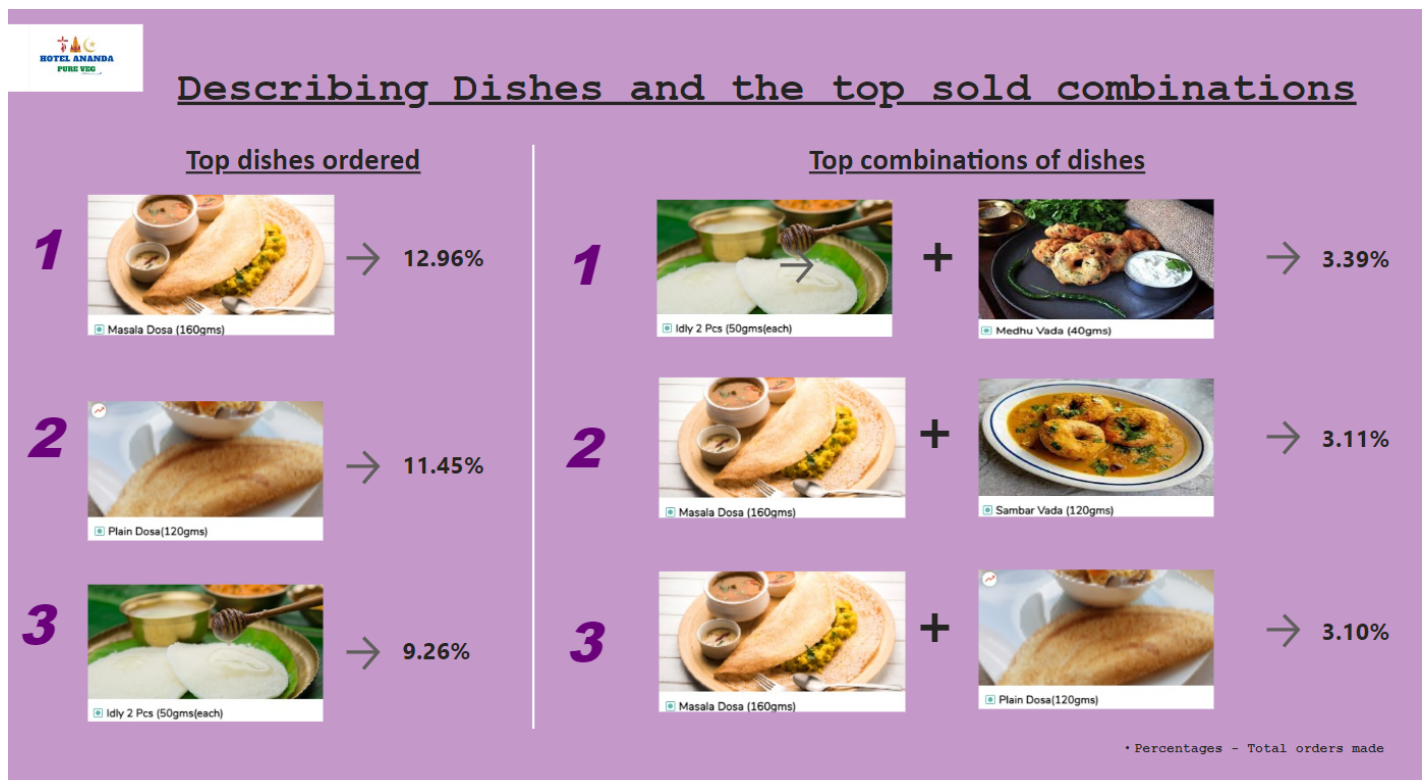 HOTEL ANANDA
PURE VEG
Describing Dishes and the top sold combinations
Top dishes ordered
1
Masala Dosa (160gms)
12.96%
2
Plain Dosa(120gms)
11.45%
3
Idly 2 Pcs (50gms(each)
9.26%
Top combinations of dishes
1
Idly 2 Pcs (50gms(each)
+
Medhu Vada (40gms)
3.39%
2
Masala Dosa (160gms)
+
Sambar Vada (120gms)
3.11%
3
Masala Dosa (160gms)
+
Plain Dosa(120gms)
3.10%
• Percentages - Total orders made